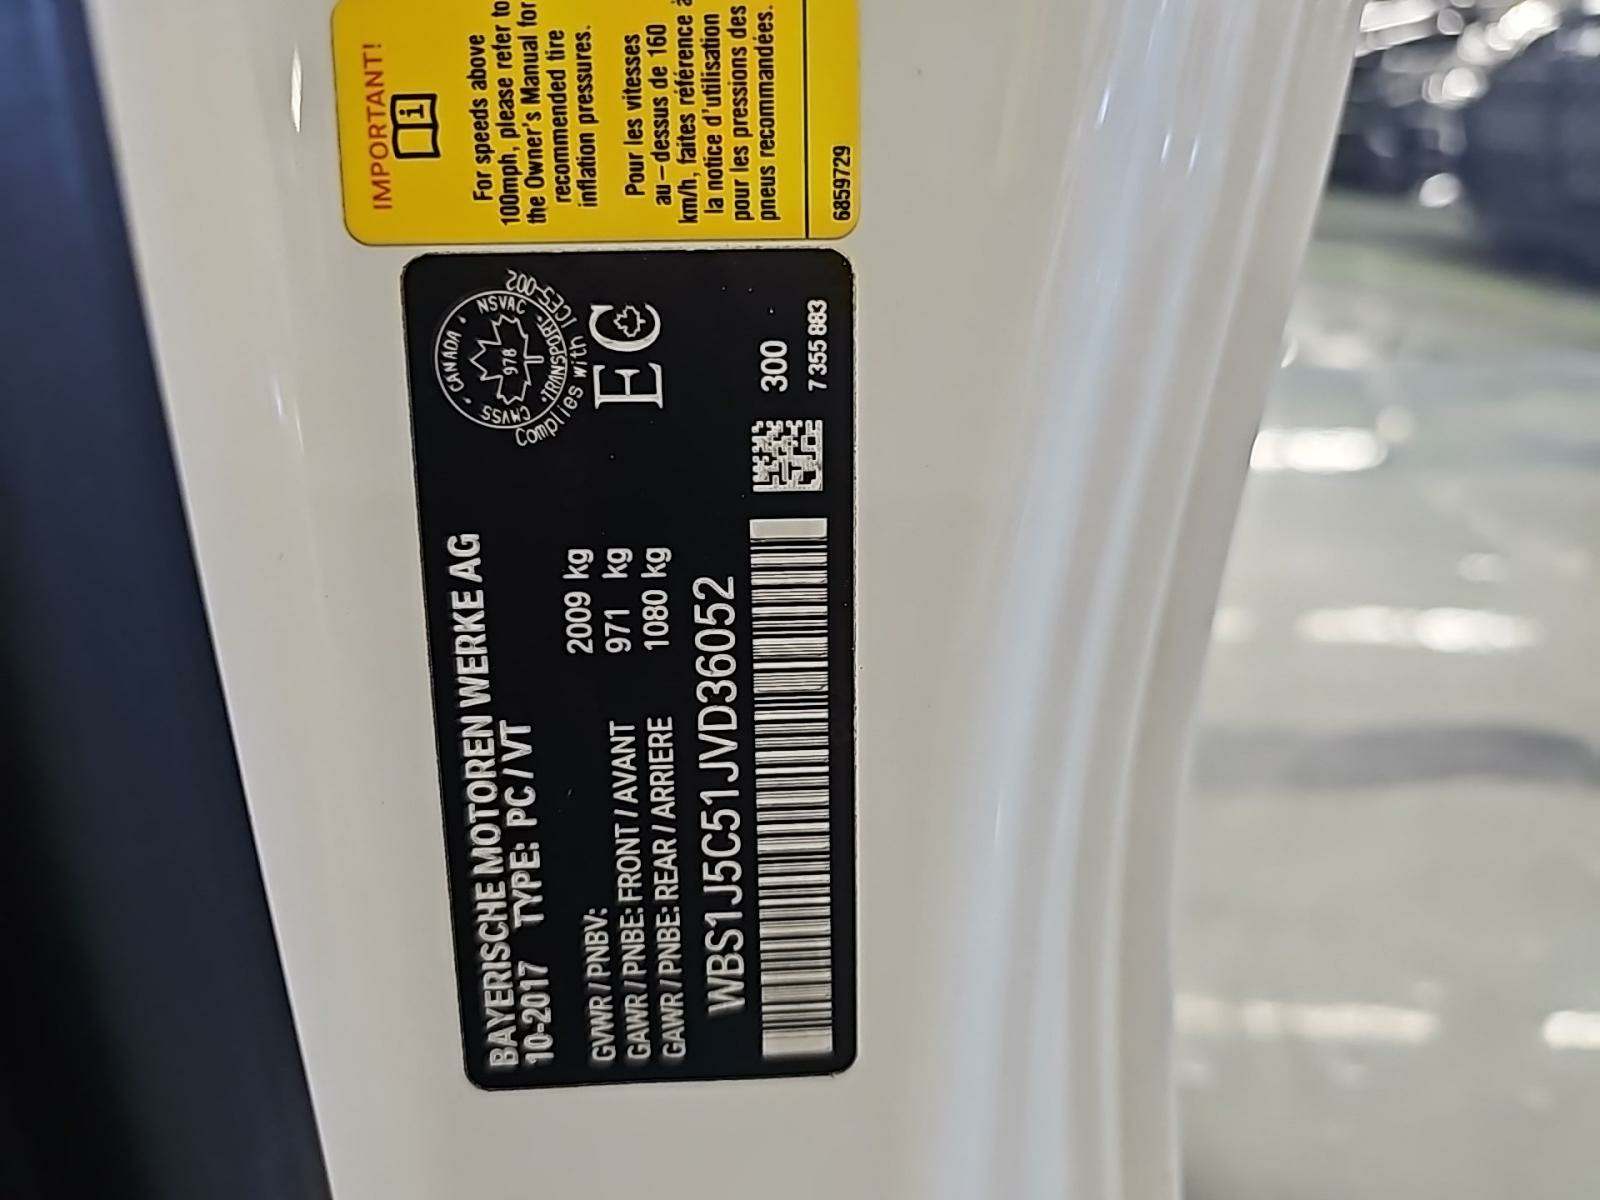 BAYERISCHE MOTOREN WERKE AG
10-2017 TYPE: PC/VT
GVWR/PNBV: 2009 kg
GAWR/PNBE: FRONT/AVANT 971 kg
GAWR/PNBE: REAR/ARRIERE 1080 kg
WBS1J5C51JVD36052
CANADA
NSVAC
TRANSPORT
CMVSS
978
Complies with ICES-002
EC
300
7355 883
IMPORTANT!
i
For speeds above
100mph, please refer to
the Owner's Manual for
recommended tire
inflation pressures.
Pour les vitesses
au-dessus de 160
km/h, faites référence à
la notice d'utilisation
pour les pressions des
pneus recommandées.
6859729